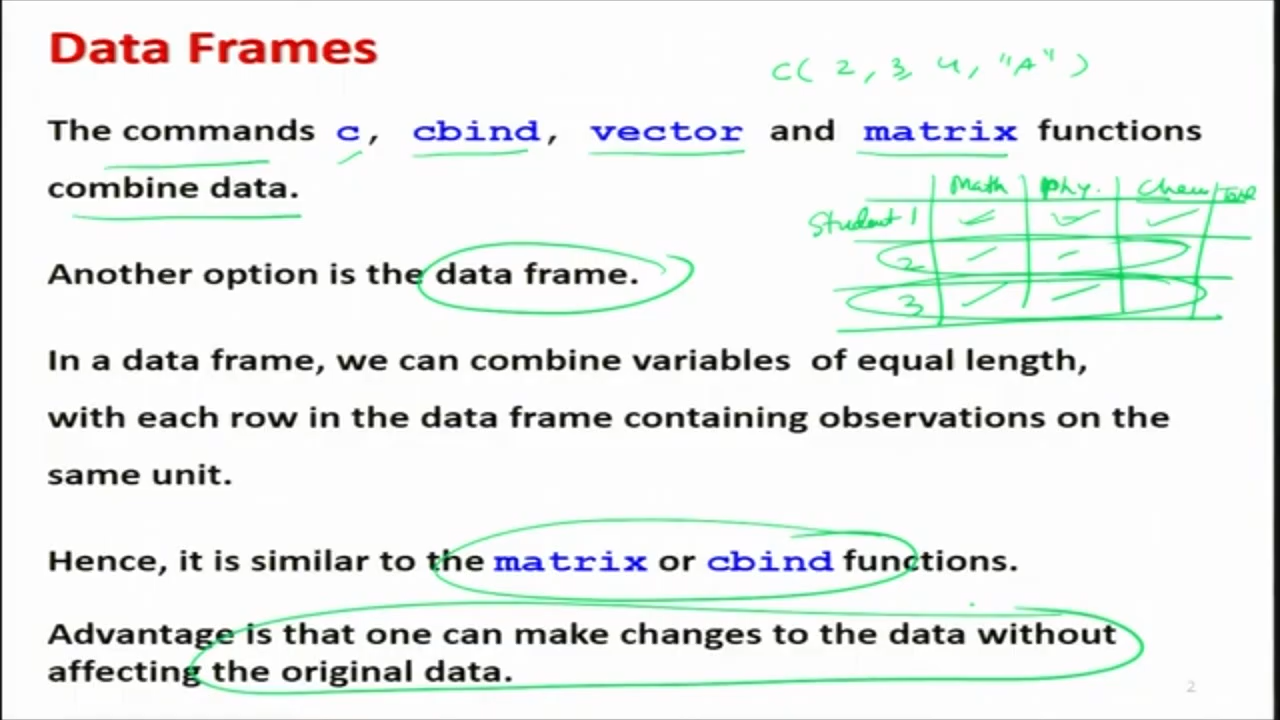 Data Frames
c( 2, 3, 4, "A" )
The commands c, cbind, vector and matrix functions
combine data.
Math Phy. Chem
Student 1
2
3
Another option is the data frame.
In a data frame, we can combine variables of equal length,
with each row in the data frame containing observations on the
same unit.
Hence, it is similar to the matrix or cbind functions.
Advantage is that one can make changes to the data without
affecting the original data.
2